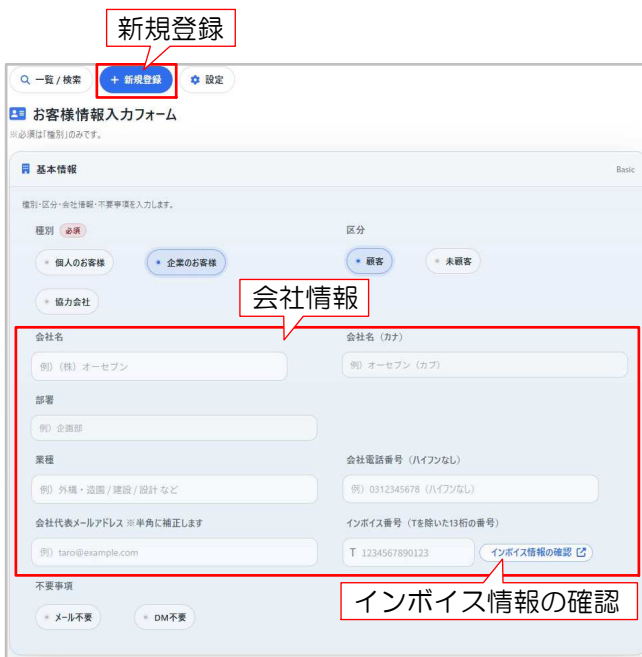 新規登録
一覧 / 検索
+ 新規登録
設定
お客様情報入力フォーム
※必須は「種別」のみです。
基本情報
Basic
種別・区分・会社情報・不要事項を入力します。
種別 必須
区分
個人のお客様
企業のお客様
顧客
未顧客
協力会社
会社情報
会社名
会社名（カナ）
例）（株）オーセブン
例）オーセブン（カブ）
部署
例）企画部
業種
会社電話番号（ハイフンなし）
例）外構・造園 / 建設 / 設計 など
例）0312345678（ハイフンなし）
会社代表メールアドレス ※半角に補正します
インボイス番号（Tを除いた13桁の番号）
例）taro@example.com
T 1234567890123
インボイス情報の確認
インボイス情報の確認
不要事項
メール不要
DM不要